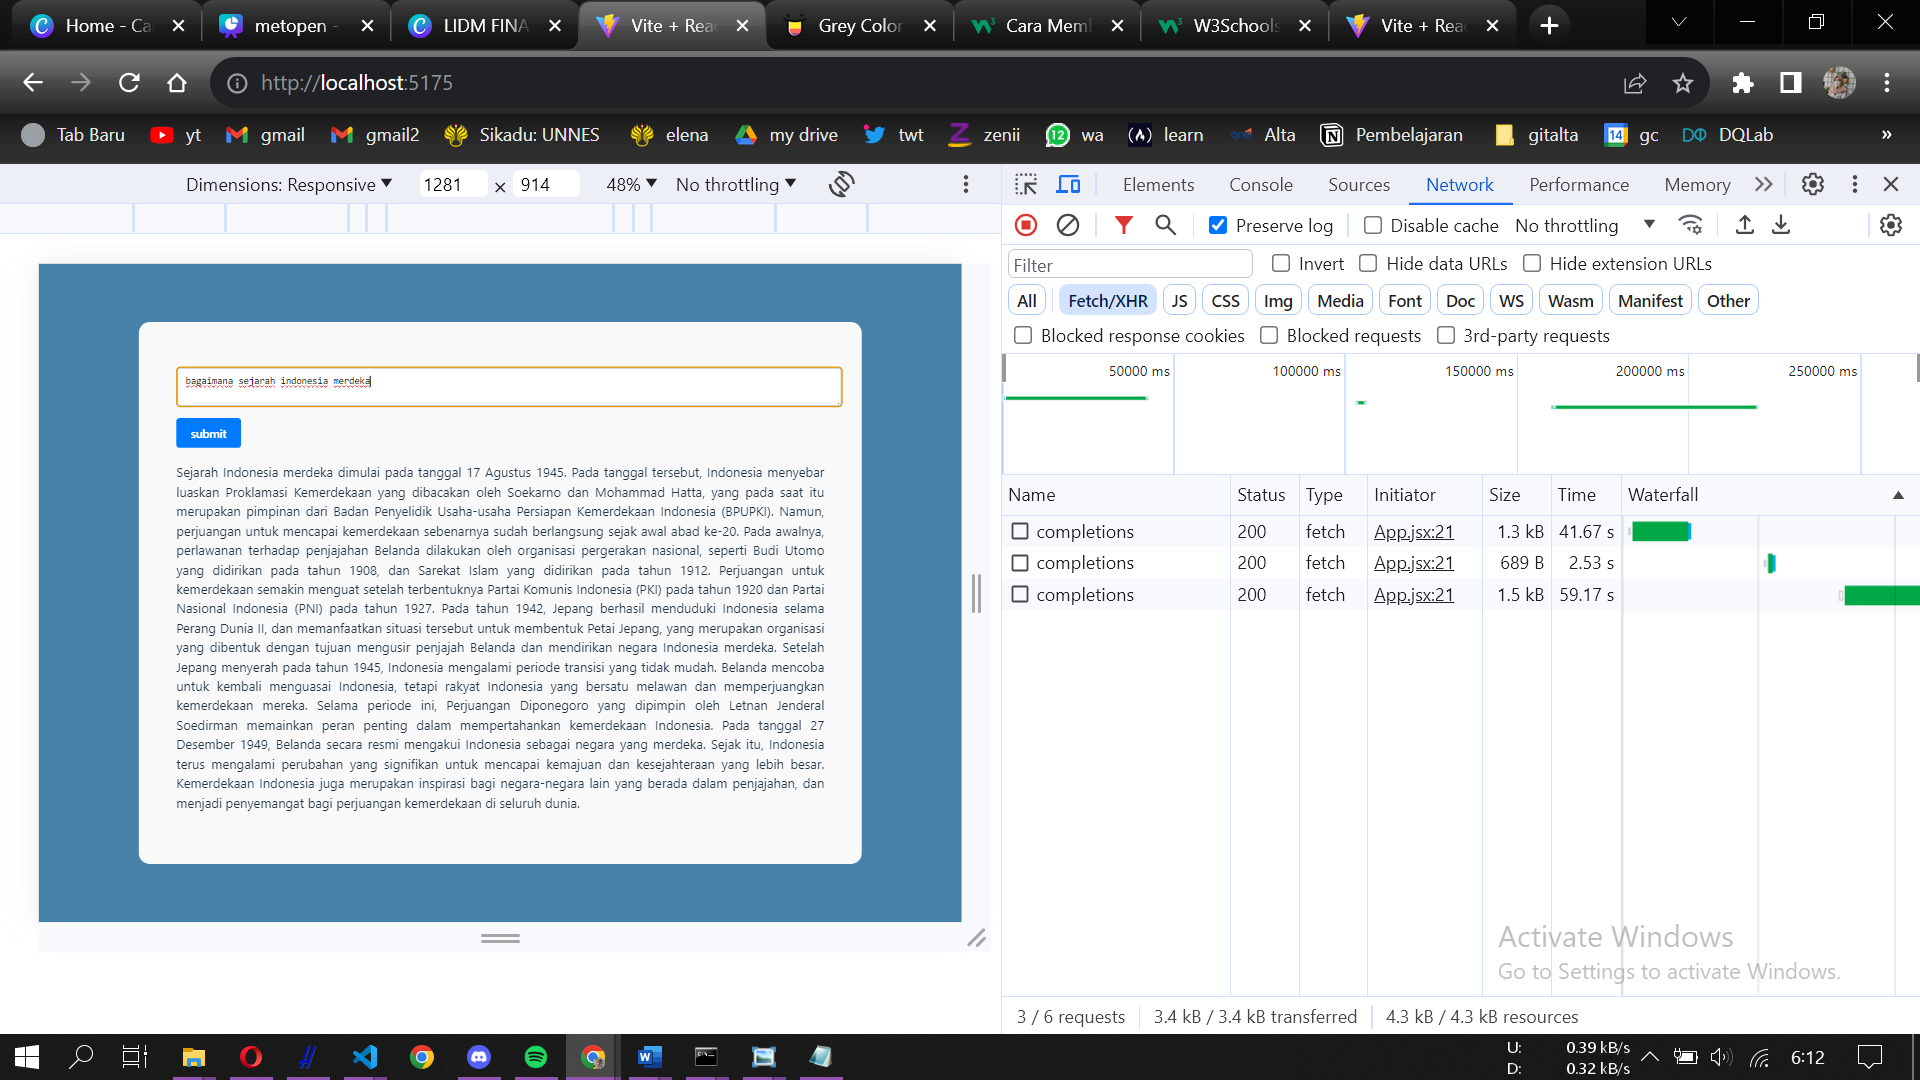 Home - Ca
metopen -
LIDM FINA
Vite + Rea
Grey Color
Cara Meml
W3Schools
Vite + Rea
http://localhost:5175
Tab Baru
yt
gmail
gmail2
Sikadu: UNNES
elena
my drive
twt
zenii
12
wa
learn
Alta
Pembelajaran
gitalta
14
gc
DQLab
»
Dimensions: Responsive
1281 × 914
48%
No throttling
Elements
Console
Sources
Network
Performance
Memory
Preserve log
Disable cache
No throttling
Filter
Invert
Hide data URLs
Hide extension URLs
All
Fetch/XHR
JS
CSS
Img
Media
Font
Doc
WS
Wasm
Manifest
Other
Blocked response cookies
Blocked requests
3rd-party requests
50000 ms
100000 ms
150000 ms
200000 ms
250000 ms
Name Status Type Initiator Size Time Waterfall
completions 200 fetch App.jsx:21 1.3 kB 41.67 s
completions 200 fetch App.jsx:21 689 B 2.53 s
completions 200 fetch App.jsx:21 1.5 kB 59.17 s
bagaimana sejarah indonesia merdeka
submit
Sejarah Indonesia merdeka dimulai pada tanggal 17 Agustus 1945. Pada tanggal tersebut, Indonesia menyebar
luaskan Proklamasi Kemerdekaan yang dibacakan oleh Soekarno dan Mohammad Hatta, yang pada saat itu
merupakan pimpinan dari Badan Penyelidik Usaha-usaha Persiapan Kemerdekaan Indonesia (BPUPKI). Namun,
perjuangan untuk mencapai kemerdekaan sebenarnya sudah berlangsung sejak awal abad ke-20. Pada awalnya,
perlawanan terhadap penjajahan Belanda dilakukan oleh organisasi pergerakan nasional, seperti Budi Utomo
yang didirikan pada tahun 1908, dan Sarekat Islam yang didirikan pada tahun 1912. Perjuangan untuk
kemerdekaan semakin menguat setelah terbentuknya Partai Komunis Indonesia (PKI) pada tahun 1920 dan Partai
Nasional Indonesia (PNI) pada tahun 1927. Pada tahun 1942, Jepang berhasil menduduki Indonesia selama
Perang Dunia II, dan memanfaatkan situasi tersebut untuk membentuk Petai Jepang, yang merupakan organisasi
yang dibentuk dengan tujuan mengusir penjajah Belanda dan mendirikan negara Indonesia merdeka. Setelah
Jepang menyerah pada tahun 1945, Indonesia mengalami periode transisi yang tidak mudah. Belanda mencoba
untuk kembali menguasai Indonesia, tetapi rakyat Indonesia yang bersatu melawan dan memperjuangkan
kemerdekaan mereka. Selama periode ini, Perjuangan Diponegoro yang dipimpin oleh Letnan Jenderal
Soedirman memainkan peran penting dalam mempertahankan kemerdekaan Indonesia. Pada tanggal 27
Desember 1949, Belanda secara resmi mengakui Indonesia sebagai negara yang merdeka. Sejak itu, Indonesia
terus mengalami perubahan yang signifikan untuk mencapai kemajuan dan kesejahteraan yang lebih besar.
Kemerdekaan Indonesia juga merupakan inspirasi bagi negara-negara lain yang berada dalam penjajahan, dan
menjadi penyemangat bagi perjuangan kemerdekaan di seluruh dunia.
Activate Windows
Go to Settings to activate Windows.
3 / 6 requests
3.4 kB / 3.4 kB transferred
4.3 kB / 4.3 kB resources
U: 0.39 kB/s
D: 0.32 kB/s
6:12